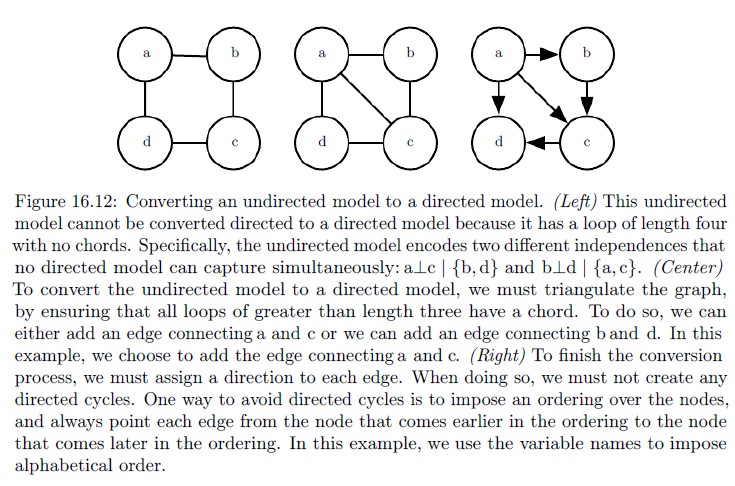 a b a b a b
d c d c d c
Figure 16.12: Converting an undirected model to a directed model. (Left) This undirected
model cannot be converted directed to a directed model because it has a loop of length four
with no chords. Specifically, the undirected model encodes two different independences that
no directed model can capture simultaneously: a⊥c | {b, d} and b⊥d | {a, c}. (Center)
To convert the undirected model to a directed model, we must triangulate the graph,
by ensuring that all loops of greater than length three have a chord. To do so, we can
either add an edge connecting a and c or we can add an edge connecting b and d. In this
example, we choose to add the edge connecting a and c. (Right) To finish the conversion
process, we must assign a direction to each edge. When doing so, we must not create any
directed cycles. One way to avoid directed cycles is to impose an ordering over the nodes,
and always point each edge from the node that comes earlier in the ordering to the node
that comes later in the ordering. In this example, we use the variable names to impose
alphabetical order.